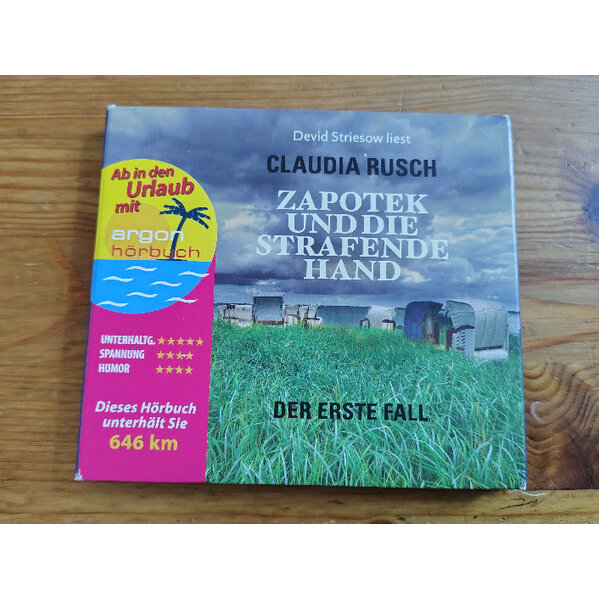 Devid Striesow liest
CLAUDIA RUSCH
ZAPOTEK
UND DIE
STRAFENDE
HAND
DER ERSTE FALL
Ab in den
Urlaub
mit
argon
hörbuch
UNTERHALTG. ★★★★★
SPANNUNG ★★★★
HUMOR ★★★★
Dieses Hörbuch
unterhält Sie
646 km